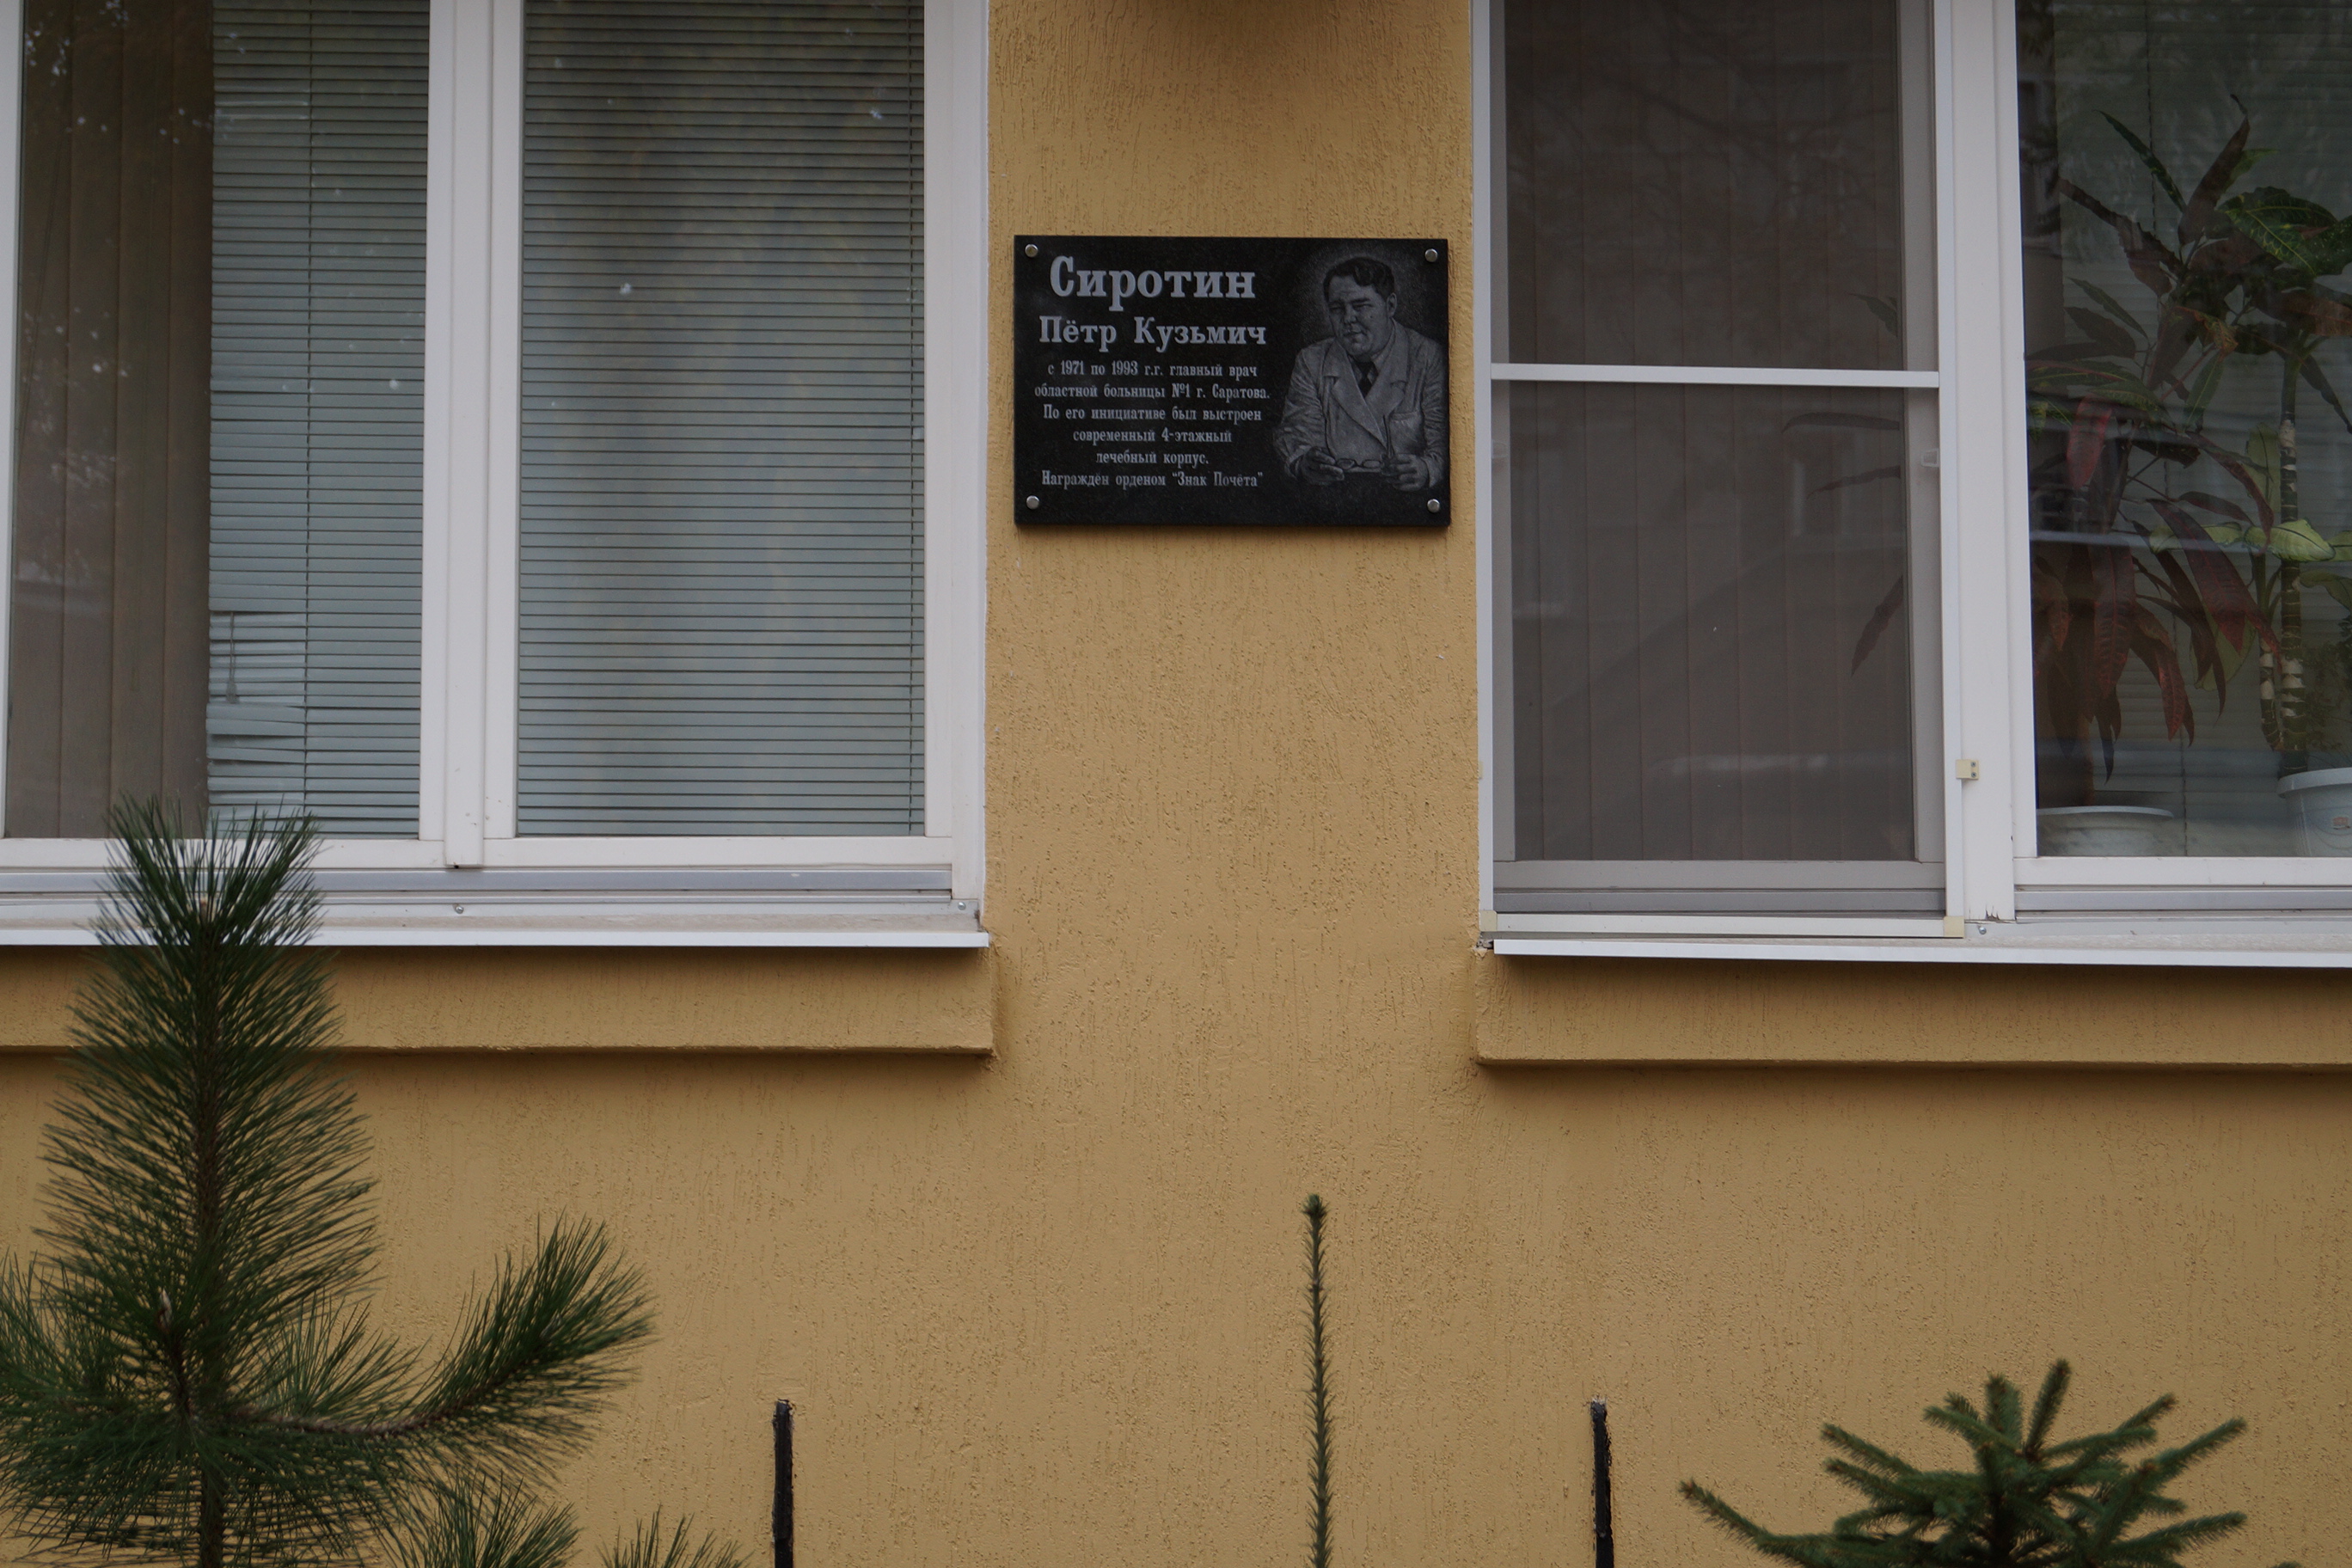 Сиротин
Пётр Кузьмич
с 1971 по 1993 г.г. главный врач
областной больницы №1 г. Саратова.
По его инициативе был выстроен
современный 4-этажный
лечебный корпус.
Награждён орденом "Знак Почёта"